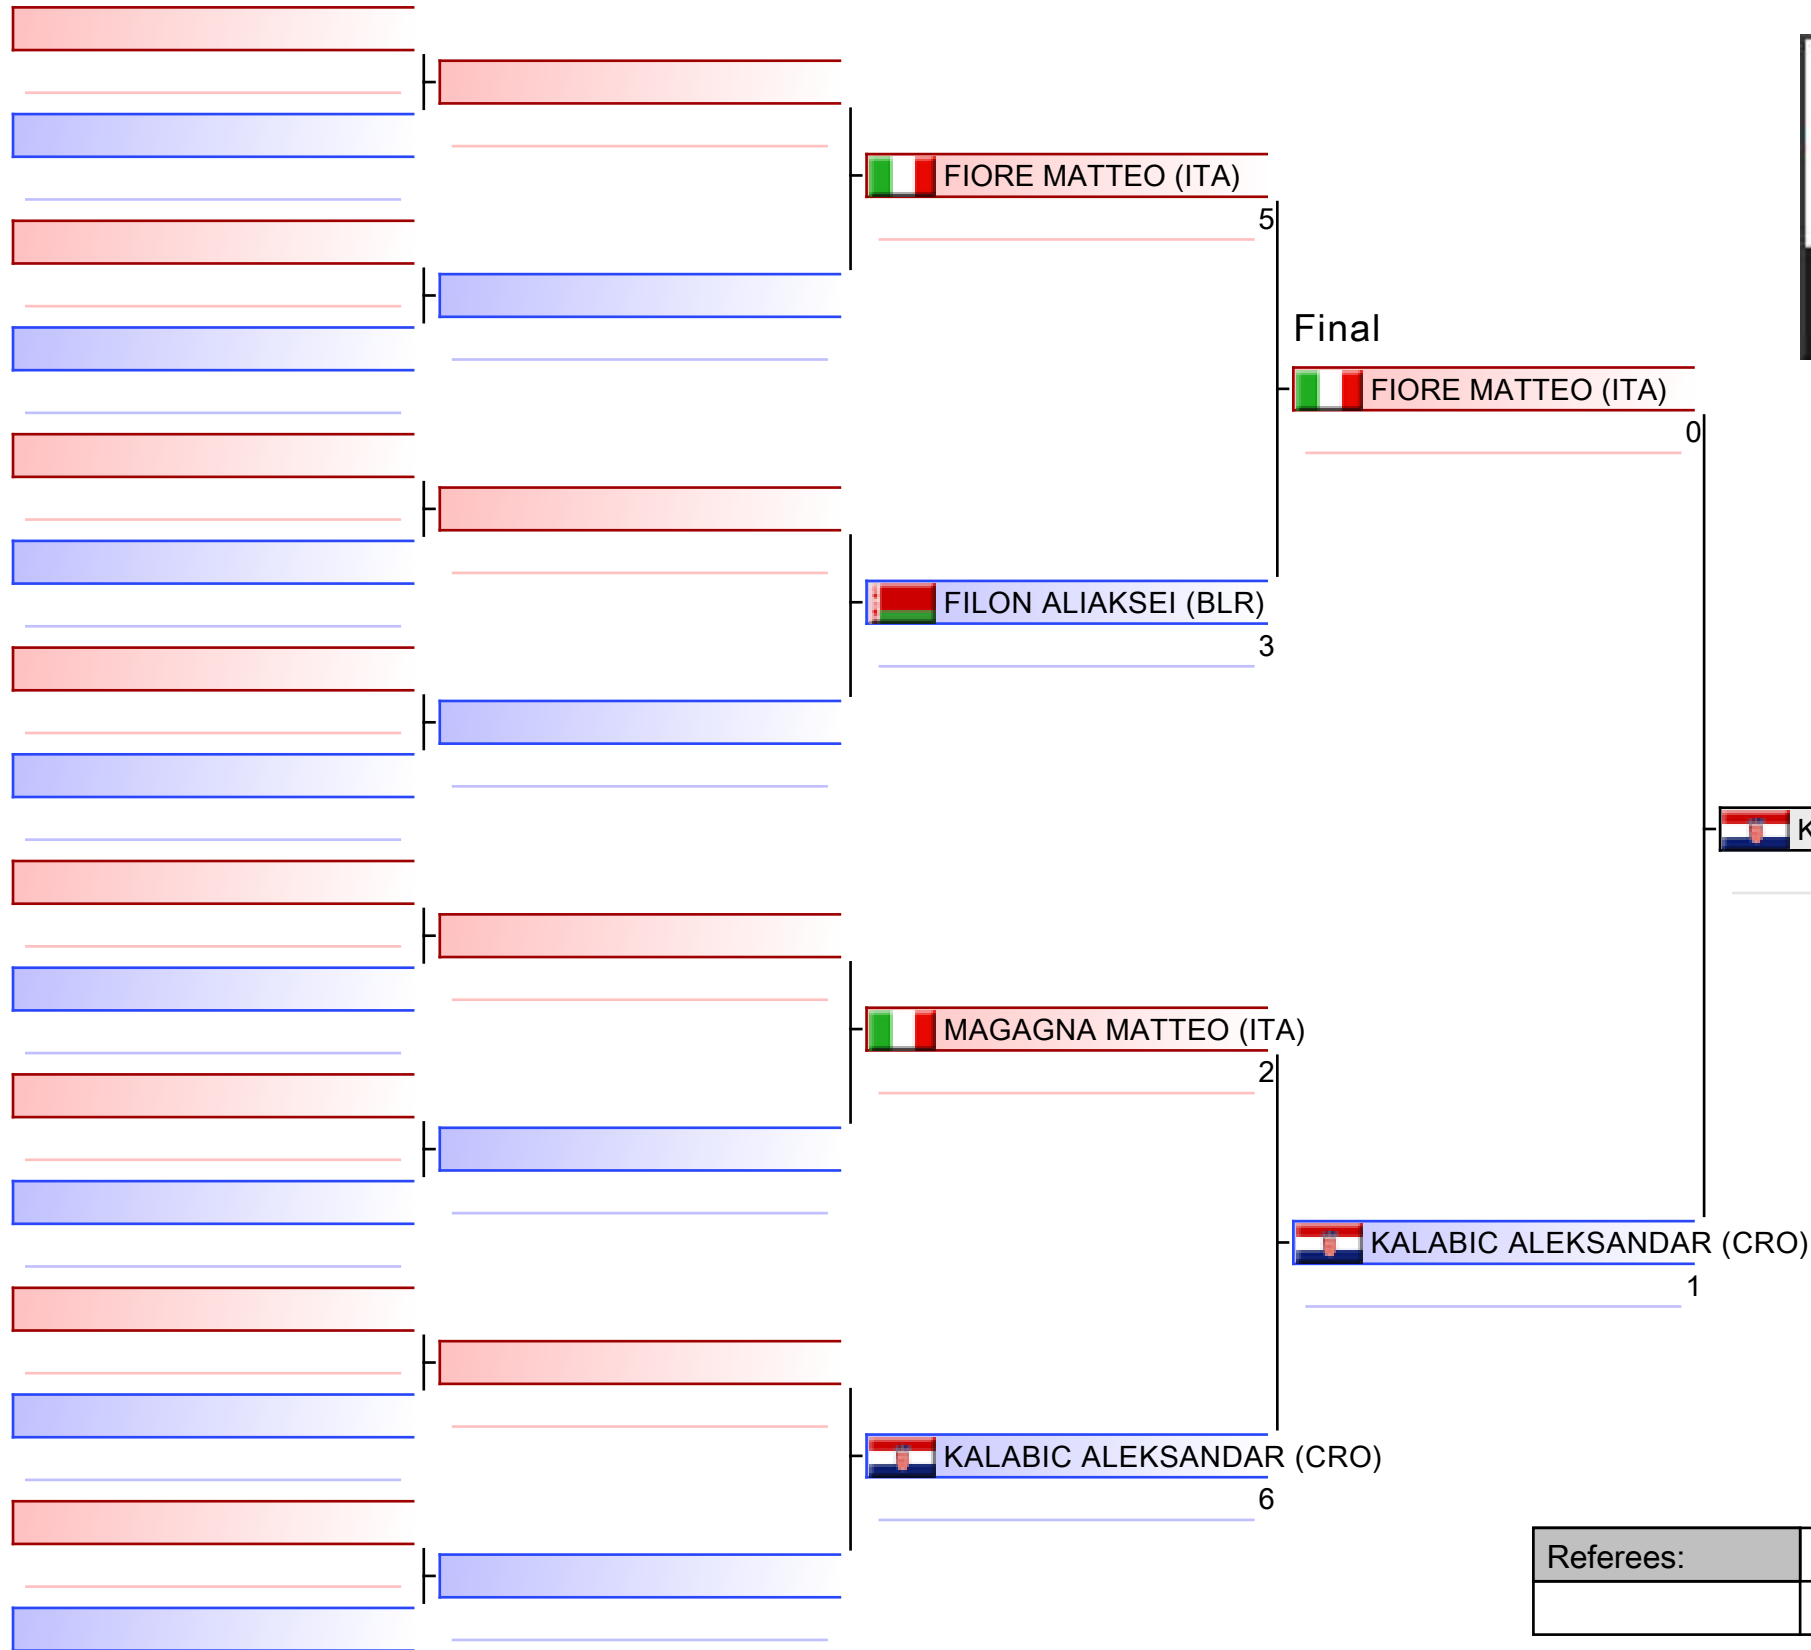 FIORE MATTEO (ITA)
5
Final
FIORE MATTEO (ITA)
0
FILON ALIAKSEI (BLR)
3
K
MAGAGNA MATTEO (ITA)
2
KALABIC ALEKSANDAR (CRO)
1
KALABIC ALEKSANDAR (CRO)
6
Referees: